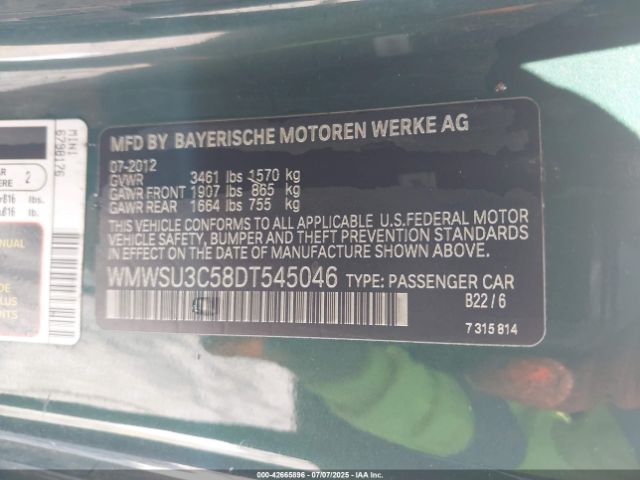 MINI
6798176
2
MFD BY BAYERISCHE MOTOREN WERKE AG
07-2012
GVWR 3461 lbs 1570 kg
GAWR FRONT 1907 lbs 865 kg
GAWR REAR 1664 lbs 755 kg
THIS VEHICLE CONFORMS TO ALL APPLICABLE U.S.FEDERAL MOTOR
VEHICLE SAFETY, BUMPER, AND THEFT PREVENTION STANDARDS
IN EFFECT ON THE DATE OF MANUFACTURE SHOWN ABOVE.
WMWSU3C58DT545046 TYPE: PASSENGER CAR
B22/6
7 315 814
000-42665896 | 07/07/2025 | © IAA Holdings, LLC